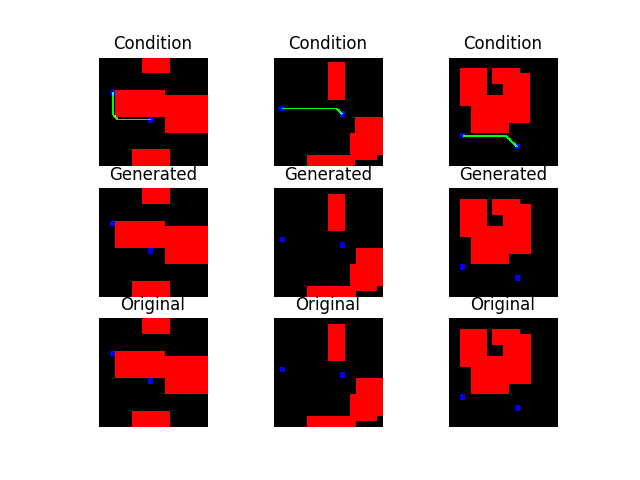 Condition Condition Condition
Generated Generated Generated
Original Original Original